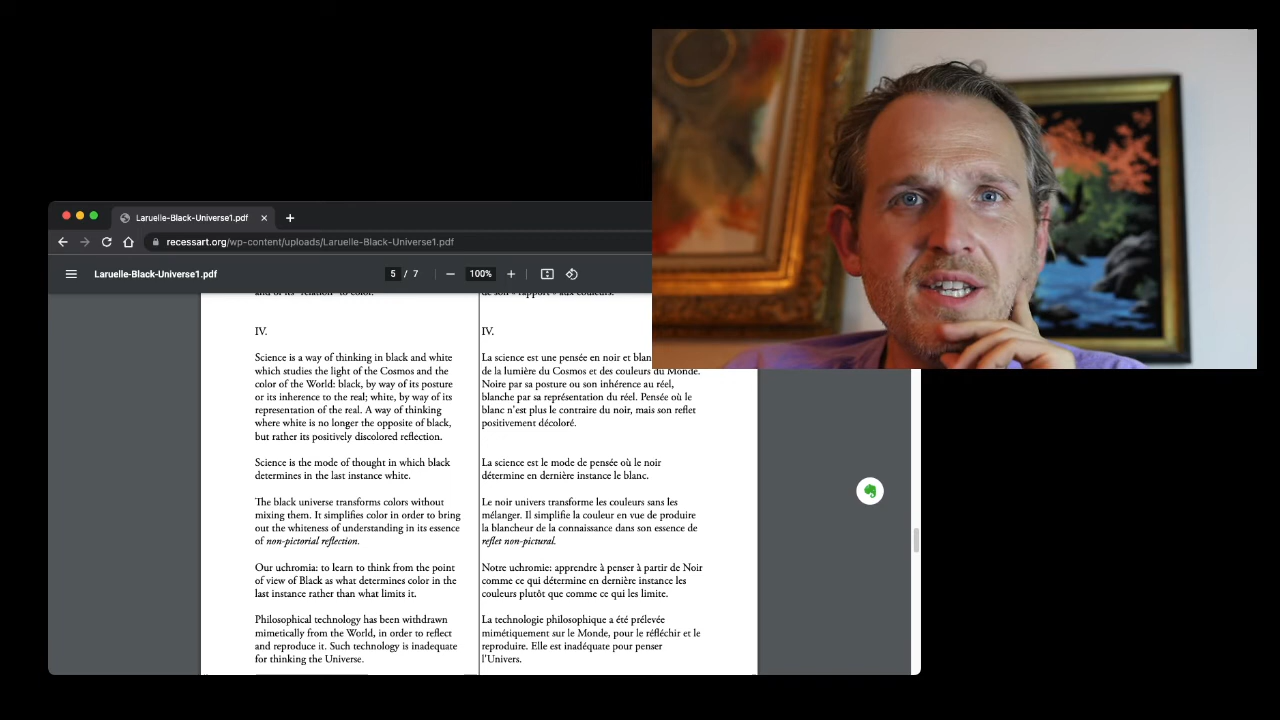 Laruelle-Black-Universe1.pdf
recessart.org/wp-content/uploads/Laruelle-Black-Universe1.pdf
Laruelle-Black-Universe1.pdf
5 / 7
100%
IV.
Science is a way of thinking in black and white
which studies the light of the Cosmos and the
color of the World: black, by way of its posture
or its inherence to the real; white, by way of its
representation of the real. A way of thinking
where white is no longer the opposite of black,
but rather its positively discolored reflection.
Science is the mode of thought in which black
determines in the last instance white.
The black universe transforms colors without
mixing them. It simplifies color in order to bring
out the whiteness of understanding in its essence
of non-pictorial reflection.
Our uchromia: to learn to think from the point
of view of Black as what determines color in the
last instance rather than what limits it.
Philosophical technology has been withdrawn
mimetically from the World, in order to reflect
and reproduce it. Such technology is inadequate
for thinking the Universe.
de son « rapport » aux couleurs.
IV.
La science est une pensée en noir et
de la lumière du Cosmos et des couleurs du Monde.
Noire par sa posture ou son inhérence au réel,
blanche par sa représentation du réel. Pensée où le
blanc n'est plus le contraire du noir, mais son reflet
positivement décoloré.
La science est le mode de pensée où le noir
détermine en dernière instance le blanc.
Le noir univers transforme les couleurs sans les
mélanger. Il simplifie la couleur en vue de produire
la blancheur de la connaissance dans son essence de
reflet non-pictural.
Notre uchromie: apprendre à penser à partir de Noir
comme ce qui détermine en dernière instance les
couleurs plutôt que comme ce qui les limite.
La technologie philosophique a été prélevée
mimétiquement sur le Monde, pour le réfléchir et le
reproduire. Elle est inadéquate pour penser
l'Univers.